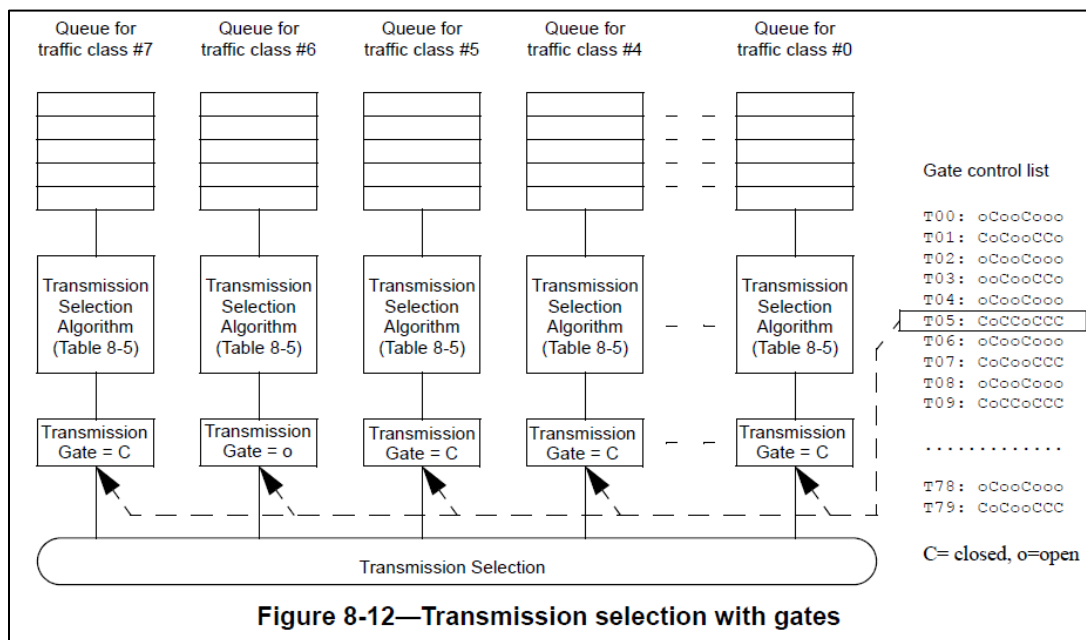 Queue for
traffic class #7
Queue for
traffic class #6
Queue for
traffic class #5
Queue for
traffic class #4
Queue for
traffic class #0
Transmission
Selection
Algorithm
(Table 8-5)
Transmission
Selection
Algorithm
(Table 8-5)
Transmission
Selection
Algorithm
(Table 8-5)
Transmission
Selection
Algorithm
(Table 8-5)
Transmission
Selection
Algorithm
(Table 8-5)
Transmission
Gate = C
Transmission
Gate = o
Transmission
Gate = C
Transmission
Gate = C
Transmission
Gate = C
Transmission Selection
Gate control list
T00: oCooCooo
T01: CoCooCCo
T02: oCooCooo
T03: ooCooCCo
T04: oCooCooo
T05: CoCCoCCC
T06: oCooCooo
T07: CoCooCCC
T08: oCooCooo
T09: CoCCoCCC
. . . . . . . . . . . . .
T78: oCooCooo
T79: CoCooCCC
C= closed, o=open
Figure 8-12—Transmission selection with gates